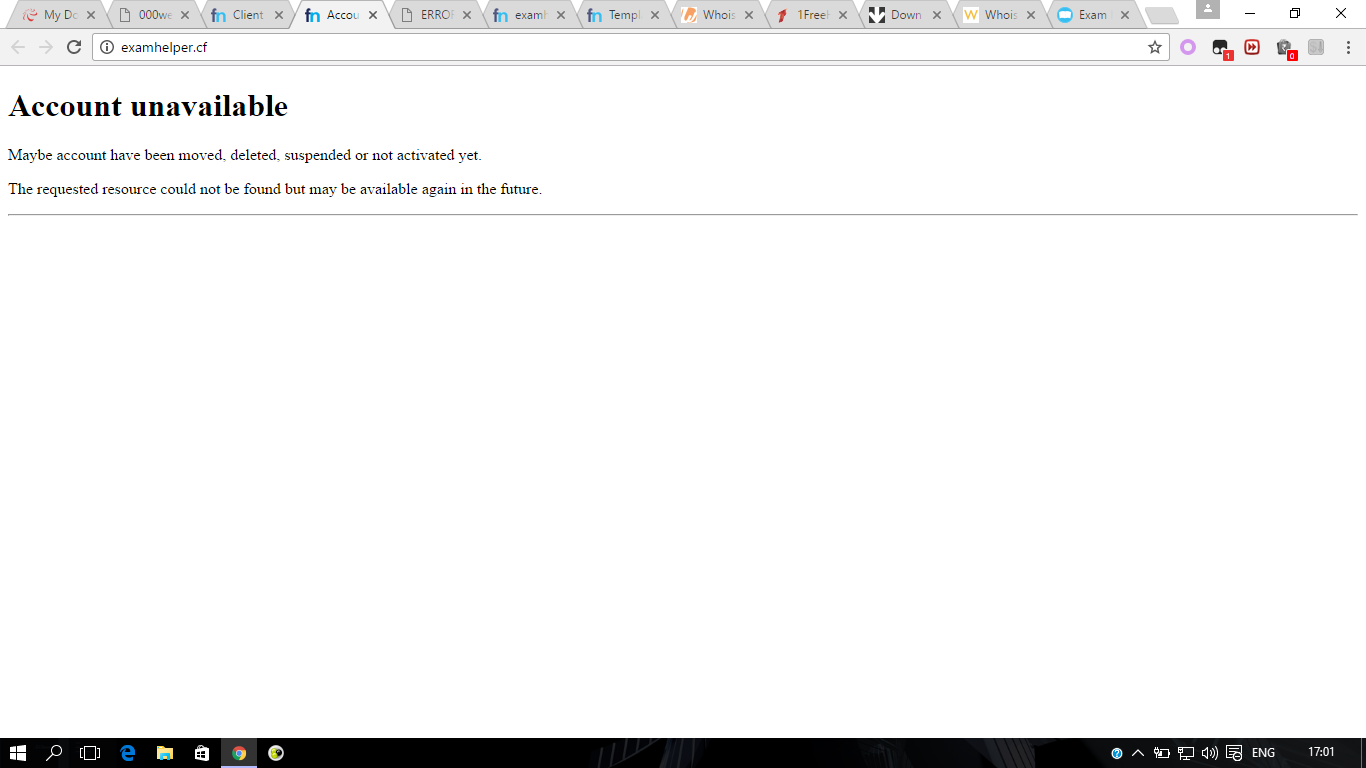 My Do
000we
Client
Accou
ERROR
examh
Templ
Whois
1FreeH
Down
Whois
Exam
examhelper.cf
1
0
Account unavailable
Maybe account have been moved, deleted, suspended or not activated yet.
The requested resource could not be found but may be available again in the future.
ENG
17:01